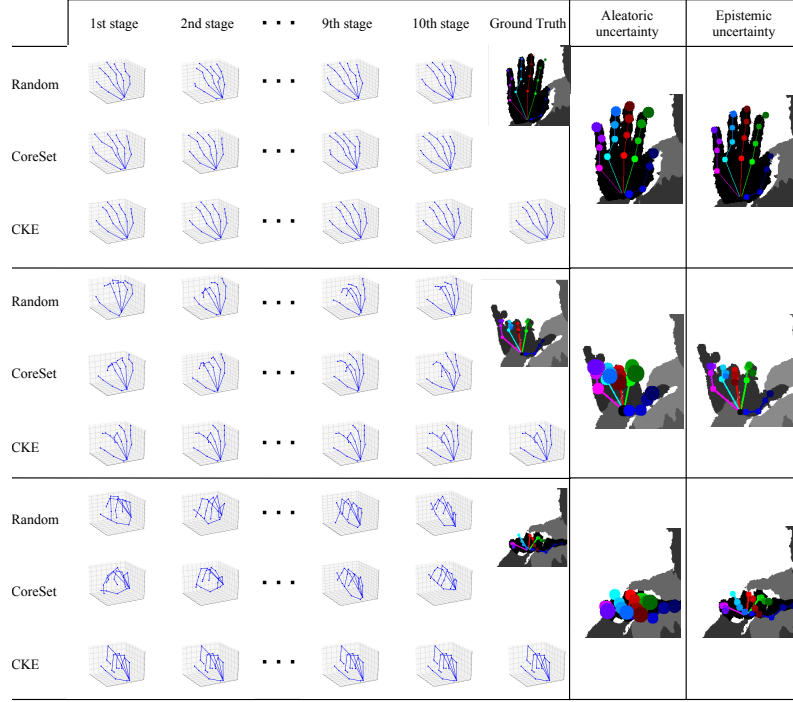 1st stage 2nd stage ··· 9th stage 10th stage Ground Truth Aleatoric uncertainty Epistemic uncertainty
Random ···
CoreSet ···
CKE ···
Random ···
CoreSet ···
CKE ···
Random ···
CoreSet ···
CKE ···